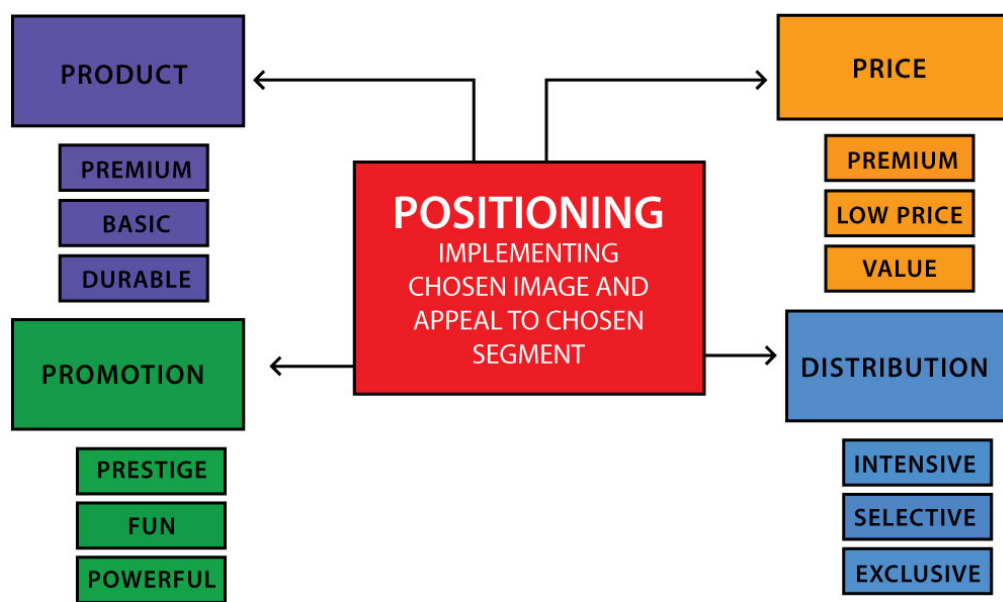 PRODUCT
PREMIUM
BASIC
DURABLE
PROMOTION
PRESTIGE
FUN
POWERFUL
POSITIONING
IMPLEMENTING
CHOSEN IMAGE AND
APPEAL TO CHOSEN
SEGMENT
PRICE
PREMIUM
LOW PRICE
VALUE
DISTRIBUTION
INTENSIVE
SELECTIVE
EXCLUSIVE